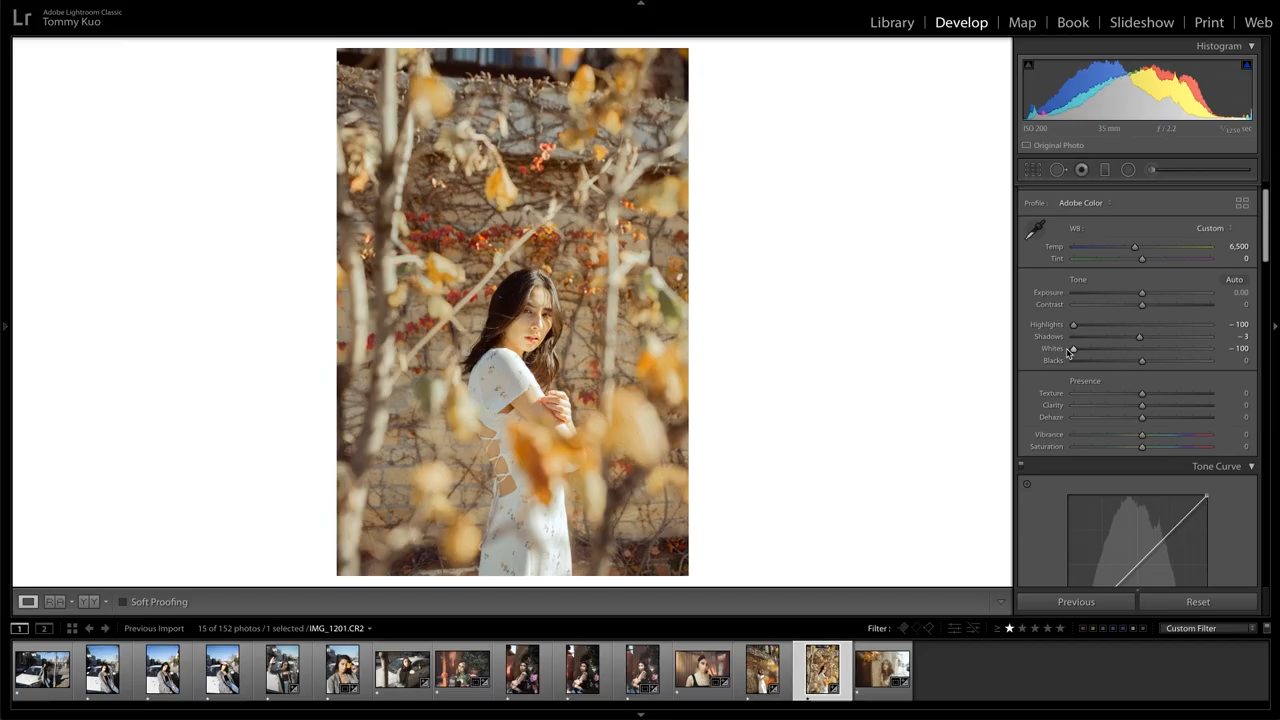 Lr
Adobe Lightroom Classic
Tommy Kuo
Library | Develop | Map | Book | Slideshow | Print | Web
Histogram
ISO 200 35 mm ƒ / 2.2 1/1250 sec
Original Photo
Profile : Adobe Color
WB : Custom
Temp 6,500
Tint 0
Tone Auto
Exposure 0.00
Contrast 0
Highlights – 100
Shadows – 3
Whites – 100
Blacks 0
Presence
Texture 0
Clarity 0
Dehaze 0
Vibrance 0
Saturation 0
Tone Curve
Soft Proofing
Previous Reset
1 2 Previous Import 15 of 152 photos / 1 selected / IMG_1201.CR2 Filter : Custom Filter